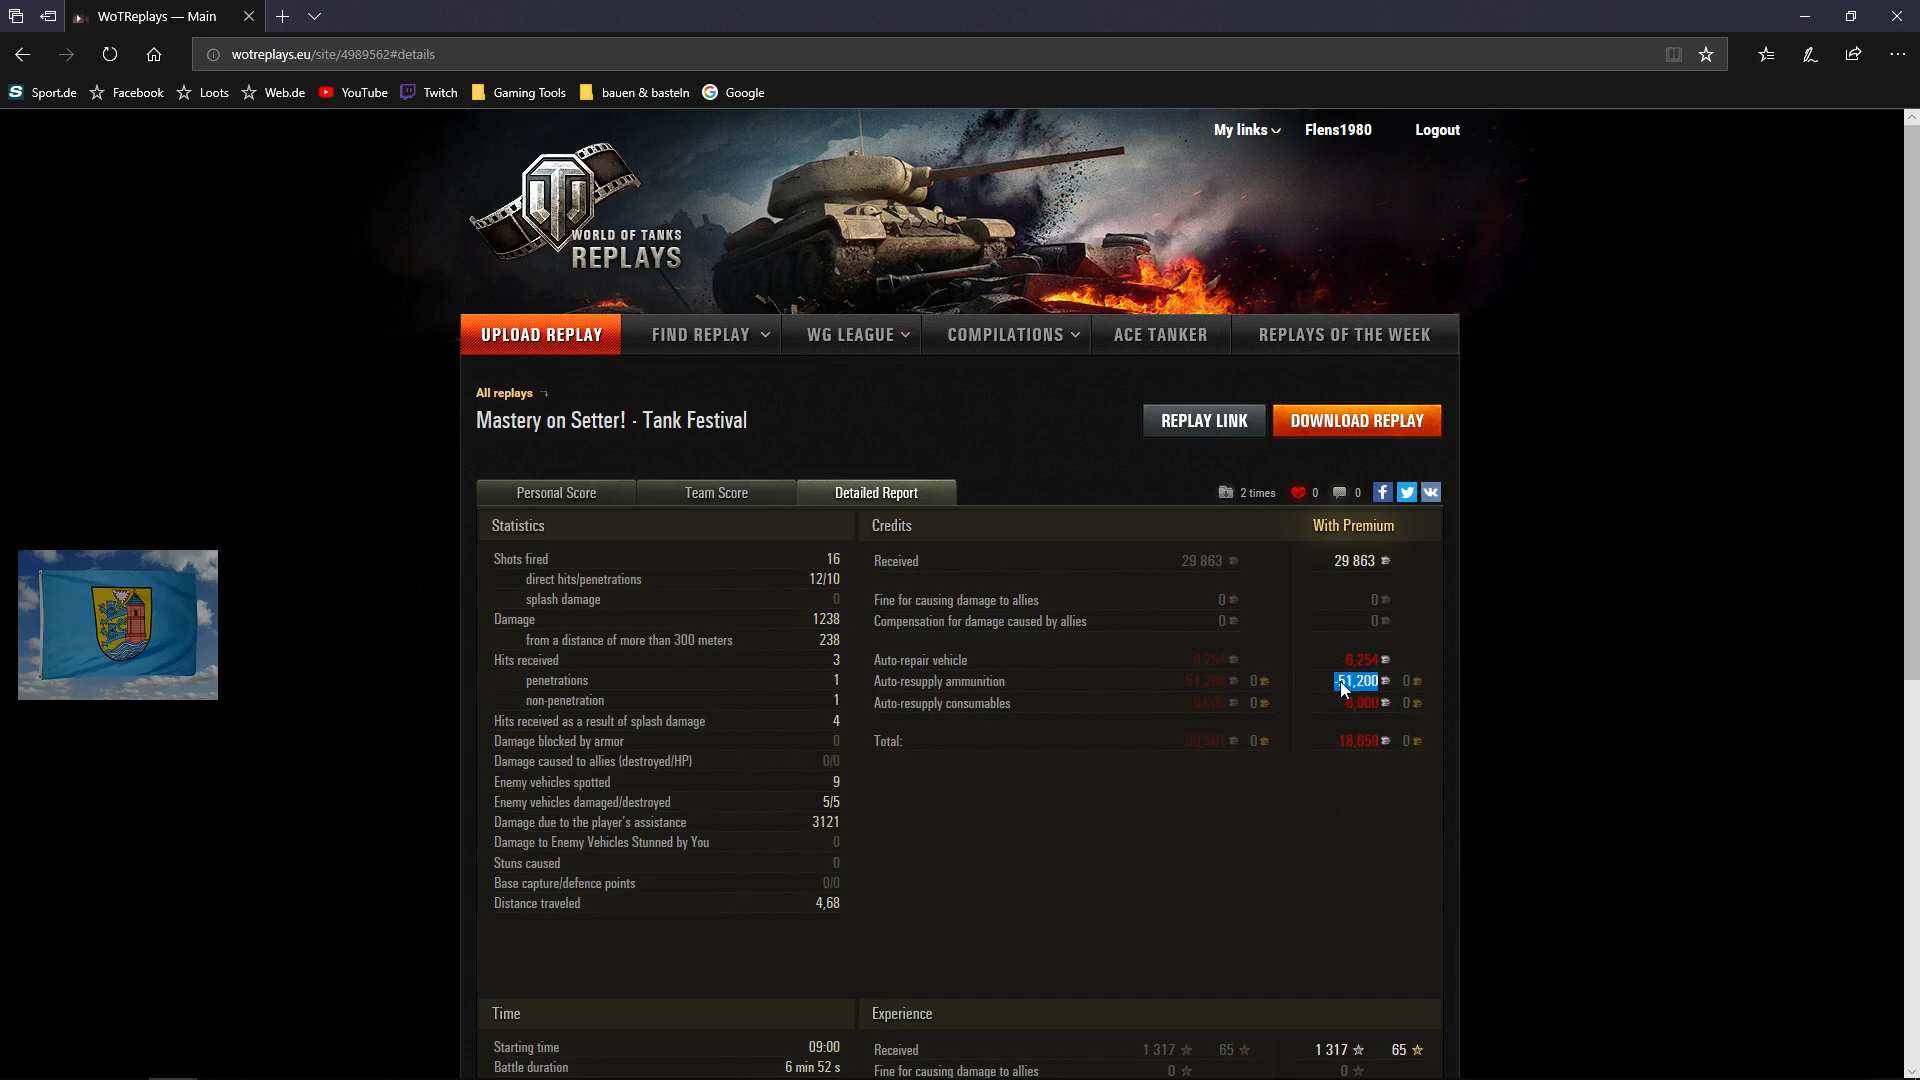 WoTReplays — Main
wotreplays.eu/site/4989562#details
Sport.de Facebook Loots Web.de YouTube Twitch Gaming Tools bauen & basteln Google
My links Flens1980 Logout
WORLD OF TANKS
REPLAYS
UPLOAD REPLAY FIND REPLAY WG LEAGUE COMPILATIONS ACE TANKER REPLAYS OF THE WEEK
All replays
Mastery on Setter! - Tank Festival
REPLAY LINK DOWNLOAD REPLAY
Personal Score Team Score Detailed Report 2 times 0 0
Statistics
Shots fired 16
direct hits/penetrations 12/10
splash damage 0
Damage 1238
from a distance of more than 300 meters 238
Hits received 3
penetrations 1
non-penetration 1
Hits received as a result of splash damage 4
Damage blocked by armor 0
Damage caused to allies (destroyed/HP) 0/0
Enemy vehicles spotted 9
Enemy vehicles damaged/destroyed 5/5
Damage due to the player's assistance 3121
Damage to Enemy Vehicles Stunned by You 0
Stuns caused 0
Base capture/defence points 0/0
Distance traveled 4,68
Credits With Premium
Received 29 863 29 863
Fine for causing damage to allies 0 0
Compensation for damage caused by allies 0 0
Auto-repair vehicle 6,254 -6,254
Auto-resupply ammunition -51,200 0 -51,200 0
Auto-resupply consumables 0 -6,000 0
Total: 0 -18,659 0
Time
Starting time 09:00
Battle duration 6 min 52 s
Experience
Received 1 317 65 1 317 65
Fine for causing damage to allies 0 0